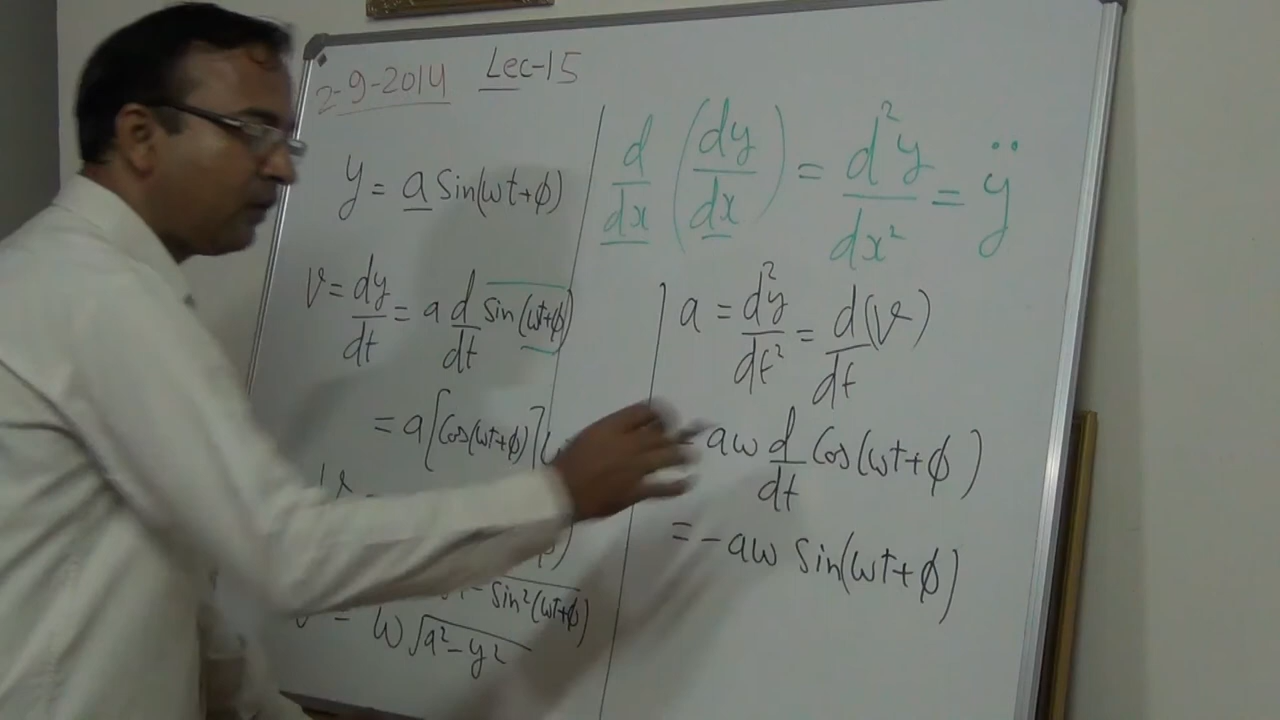 2-9-2014 Lec-15
y = a Sin(ωt+ϕ)
v = dy/dt = a d/dt sin(ωt+ϕ)
= a[Cos(ωt+ϕ)]
sin²(ωt+ϕ)
= ω√a²-y²
d/dx (dy/dx) = d²y/dx² = ÿ
a = d²y/dt² = d/dt (v)
= aω d/dt Cos(ωt+ϕ)
= -aω Sin(ωt+ϕ)